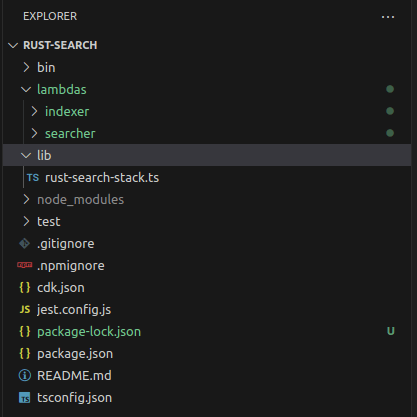 EXPLORER ...
RUST-SEARCH
bin
lambdas
indexer
searcher
lib
TS rust-search-stack.ts
node_modules
test
.gitignore
.npmignore
{} cdk.json
JS jest.config.js
{} package-lock.json U
{} package.json
README.md
TS tsconfig.json